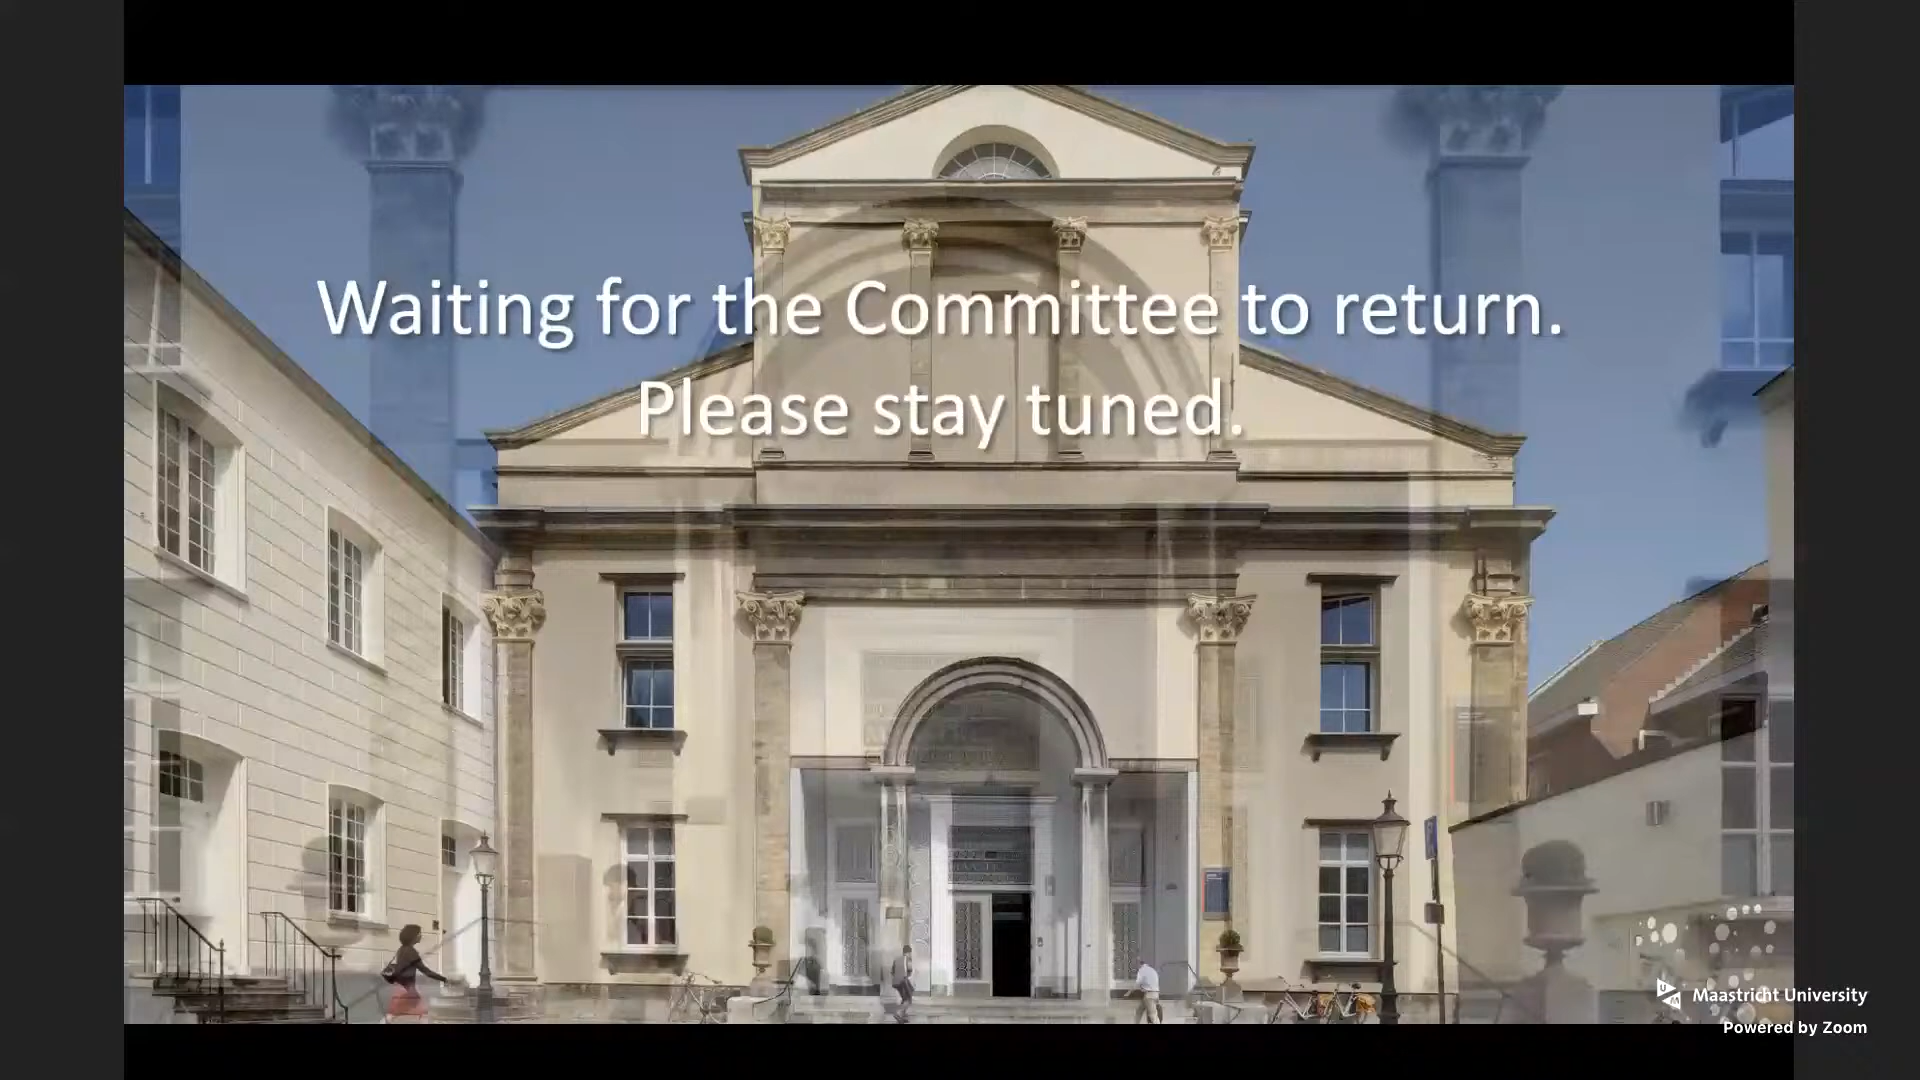 Waiting for the Committee to return.
Please stay tuned.
Maastricht University
Powered by Zoom